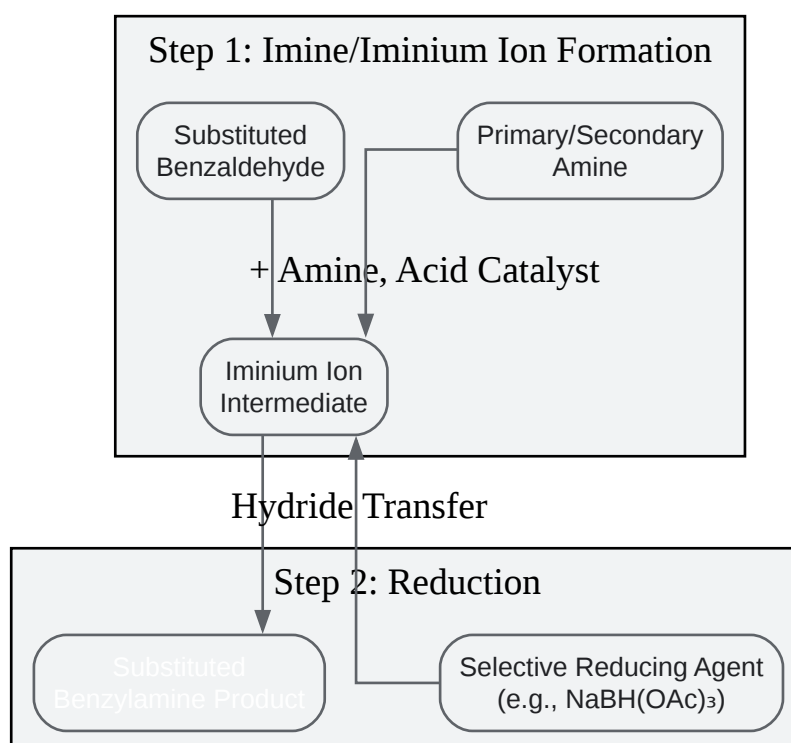 Step 1: Imine/Iminium Ion Formation
Substituted
Benzaldehyde
Primary/Secondary
Amine
+ Amine, Acid Catalyst
Iminium Ion
Intermediate
Hydride Transfer
Step 2: Reduction
Substituted
Benzylamine Product
Selective Reducing Agent
(e.g., NaBH(OAc)₃)